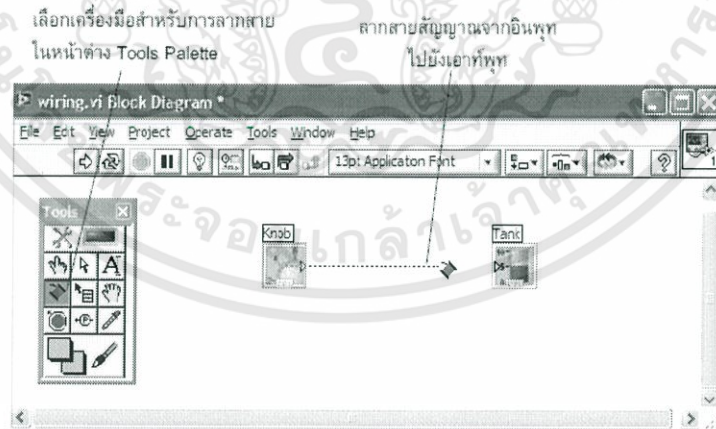 เลือกเครื่องมือสำหรับการลากสาย
ในหน้าต่าง Tools Palette
ลากสายสัญญาณจากอินพุท
ไปยังเอาท์พุท
wiring.vi Block Diagram *
File Edit View Project Operate Tools Window Help
13pt Application Font
Tools
Knob
Tank